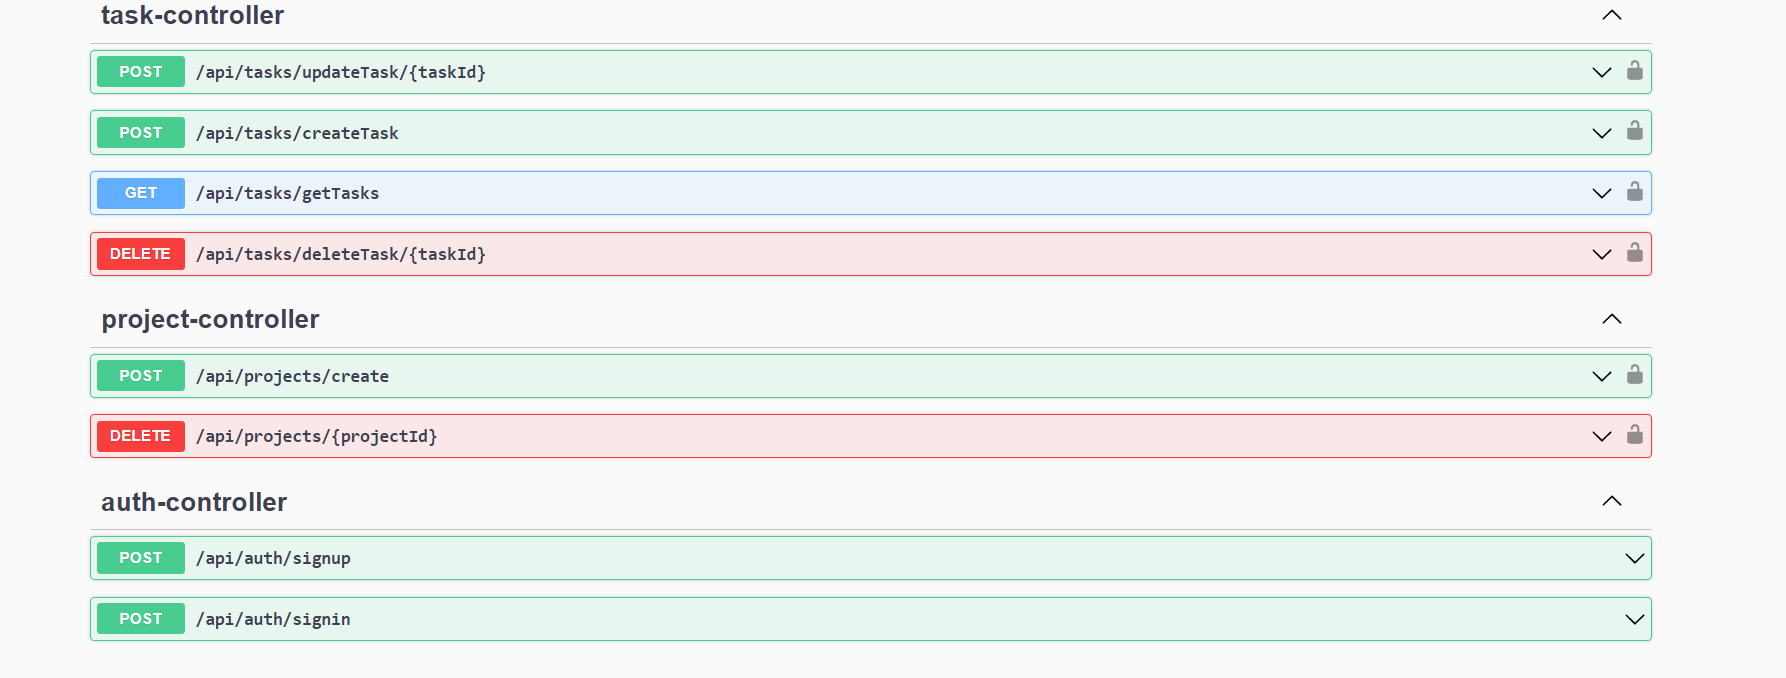 task-controller
POST /api/tasks/updateTask/{taskId}
POST /api/tasks/createTask
GET /api/tasks/getTasks
DELETE /api/tasks/deleteTask/{taskId}
project-controller
POST /api/projects/create
DELETE /api/projects/{projectId}
auth-controller
POST /api/auth/signup
POST /api/auth/signin